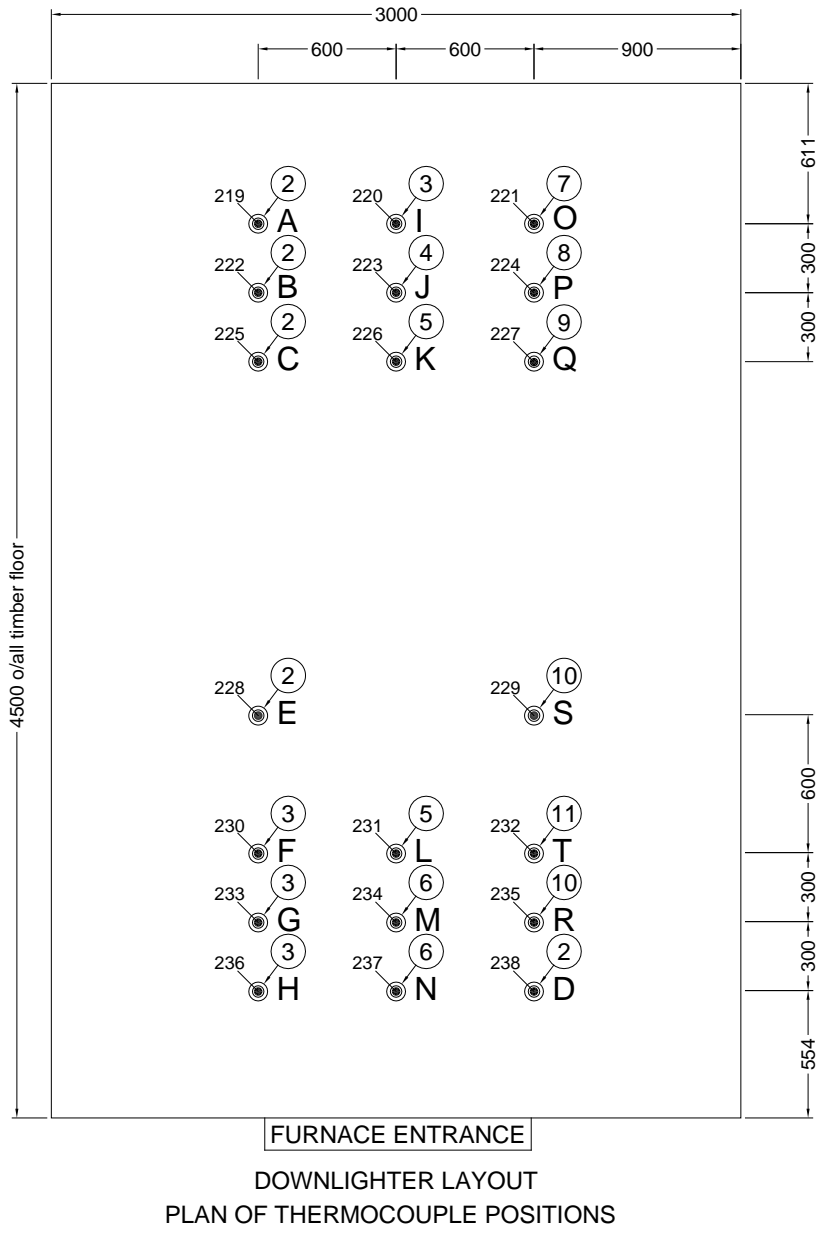 3000
600 600 900
611
2 3 7
219 A 220 I 221 O
300
2 4 8
222 B 223 J 224 P
300
2 5 9
225 C 226 K 227 Q
4500 o/all timber floor
2 10
228 E 229 S
600
3 5 11
230 F 231 L 232 T
300
3 6 10
233 G 234 M 235 R
300
3 6 2
236 H 237 N 238 D
554
FURNACE ENTRANCE
DOWNLIGHTER LAYOUT
PLAN OF THERMOCOUPLE POSITIONS